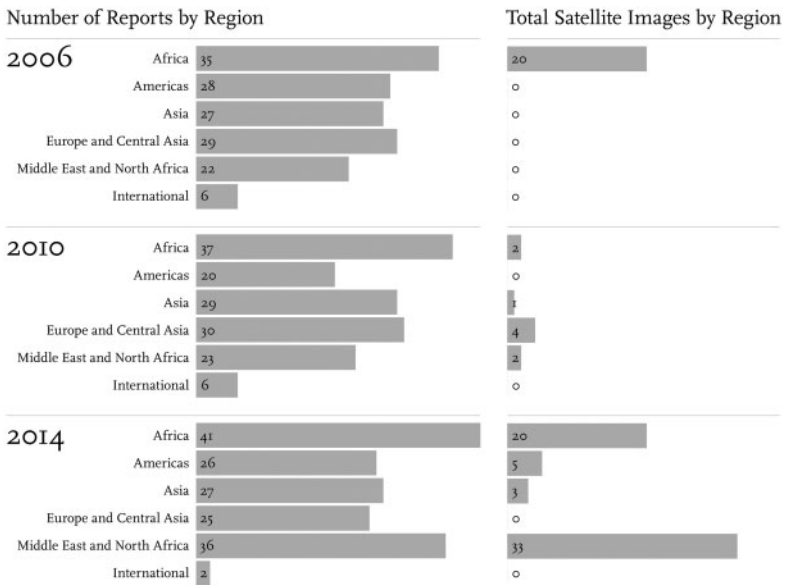 Number of Reports by Region Total Satellite Images by Region
2006 Africa 35 20
Americas 28 0
Asia 27 0
Europe and Central Asia 29 0
Middle East and North Africa 22 0
International 6 0
2010 Africa 37 2
Americas 20 0
Asia 29 1
Europe and Central Asia 30 4
Middle East and North Africa 23 2
International 6 0
2014 Africa 41 20
Americas 26 5
Asia 27 3
Europe and Central Asia 25 0
Middle East and North Africa 36 33
International 2 0